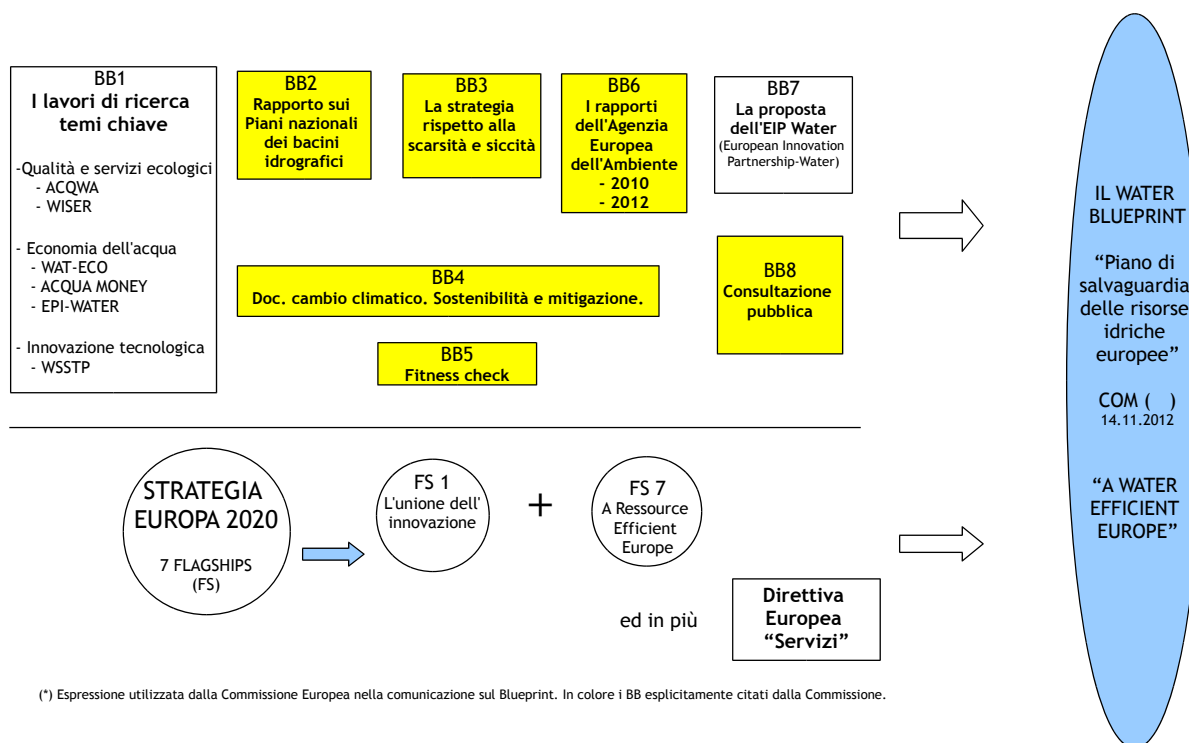 BB1
I lavori di ricerca
temi chiave
-Qualità e servizi ecologici
- ACQWA
- WISER
- Economia dell'acqua
- WAT-ECO
- ACQUA MONEY
- EPI-WATER
- Innovazione tecnologica
- WSSTP
BB2
Rapporto sui
Piani nazionali
dei bacini
idrografici
BB3
La strategia
rispetto alla
scarsità e siccità
BB6
I rapporti
dell'Agenzia
Europea
dell'Ambiente
- 2010
- 2012
BB7
La proposta
dell'EIP Water
(European Innovation
Partnership-Water)
BB4
Doc. cambio climatico. Sostenibilità e mitigazione.
BB8
Consultazione
pubblica
BB5
Fitness check
IL WATER
BLUEPRINT
“Piano di
salvaguardia
delle risorse
idriche
europee”
COM ( )
14.11.2012
“A WATER
EFFICIENT
EUROPE”
STRATEGIA
EUROPA 2020
7 FLAGSHIPS
(FS)
FS 1
L'unione dell'
innovazione
+
FS 7
A Ressource
Efficient
Europe
ed in più
Direttiva
Europea
“Servizi”
(*) Espressione utilizzata dalla Commissione Europea nella comunicazione sul Blueprint. In colore i BB esplicitamente citati dalla Commissione.